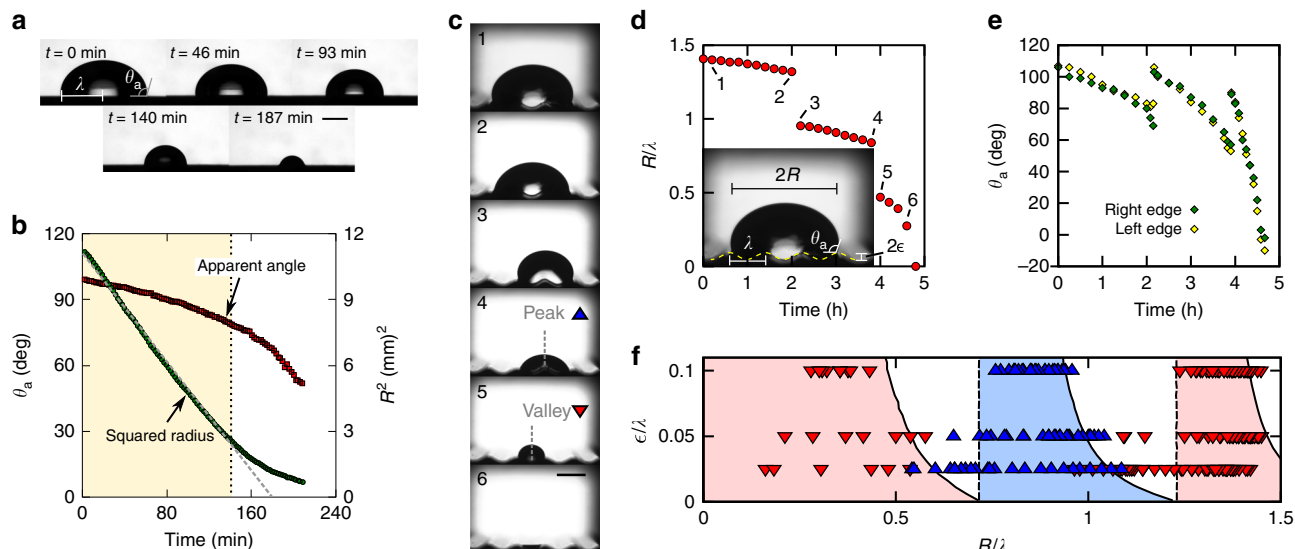 a
t = 0 min
t = 46 min
t = 93 min
λ
θa
t = 140 min
t = 187 min
b
120
90
60
30
0
θa (deg)
12
9
6
3
0
R² (mm)²
Apparent angle
Squared radius
0
80
160
240
Time (min)
c
1
2
3
4
Peak
5
Valley
6
d
1.5
1
0.5
0
R/λ
1
2
3
4
5
6
2R
λ
θa
2ϵ
0
1
2
3
4
5
Time (h)
e
120
100
80
60
40
20
0
−20
θa (deg)
Right edge
Left edge
0
1
2
3
4
5
Time (h)
f
0.1
0.05
0
ϵ/λ
0
0.5
1
1.5
R/λ